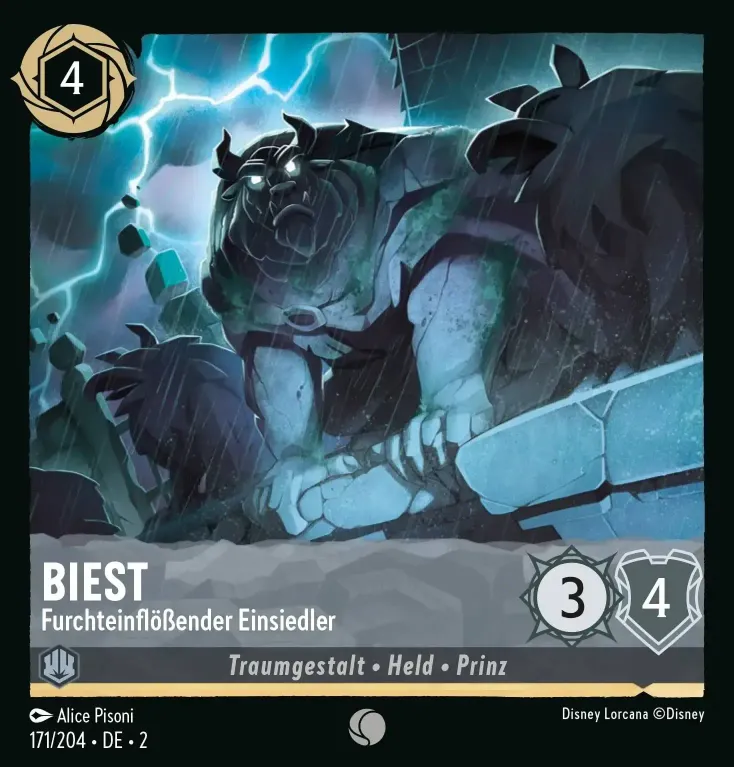 4
BIEST
Furchteinflößender Einsiedler
3
4
Traumgestalt • Held • Prinz
Alice Pisoni
Disney Lorcana ©Disney
171/204 • DE • 2